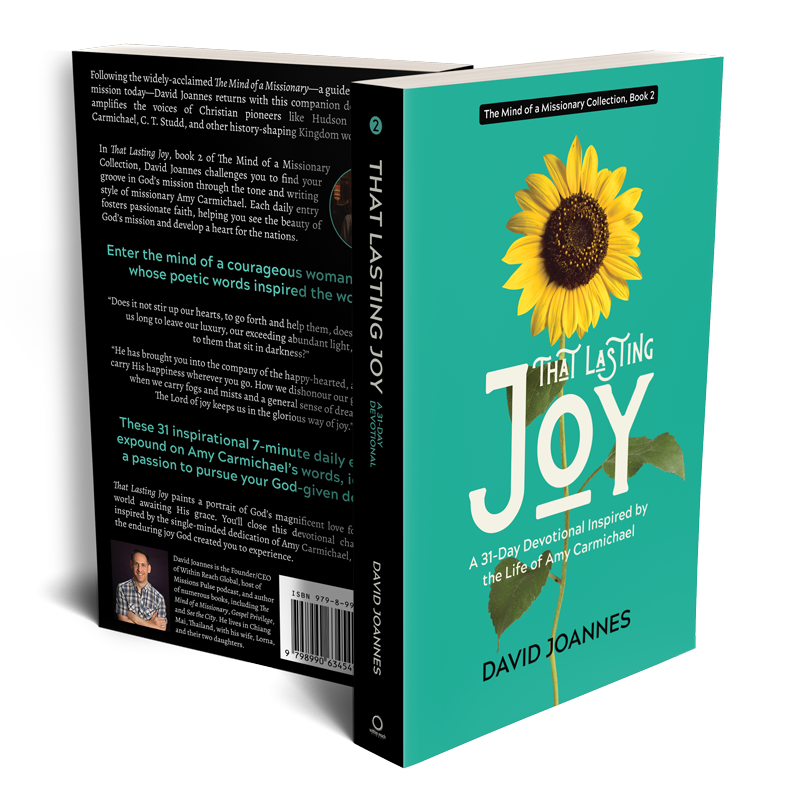 Following the widely-acclaimed The Mind of a Missionary—a guide
mission today—David Joannes returns with this companion
amplifies the voices of Christian pioneers like Hudson
Carmichael, C. T. Studd, and other history-shaping Kingdom
In That Lasting Joy, book 2 of The Mind of a Missionary
Collection, David Joannes challenges you to find your
groove in God's mission through the tone and writing
style of missionary Amy Carmichael. Each daily entry
fosters passionate faith, helping you see the beauty of
God's mission and develop a heart for the nations.
Enter the mind of a courageous woman
whose poetic words inspired the
"Does it not stir up our hearts, to go forth and help them, does
us long to leave our luxury, our exceeding abundant light,
to them that sit in darkness?"
"He has brought you into the company of the happy-hearted,
carry His happiness wherever you go. How we dishonour our
when we carry fogs and mists and a general sense of
The Lord of joy keeps us in the glorious way of joy."
These 31 inspirational 7-minute daily
expound on Amy Carmichael's words,
a passion to pursue your God-given
That Lasting Joy paints a portrait of God's magnificent love
world awaiting His grace. You'll close this devotional
inspired by the single-minded dedication of Amy Carmichael,
the enduring joy God created you to experience.
David Joannes is the Founder/CEO
of Within Reach Global, host of
Missions Pulse podcast, and author
of numerous books, including The
Mind of a Missionary, Gospel Privilege,
and See the City. He lives in Chiang
Mai, Thailand, with his wife, Lorna,
and their two daughters.
ISBN 979-8-99
9 798990 63454
2
THAT LASTING JOY
A 31-DAY
DEVOTIONAL
DAVID JOANNES
The Mind of a Missionary Collection, Book 2
THAT LASTING
JOY
A 31-Day Devotional Inspired by
the Life of Amy Carmichael
DAVID JOANNES